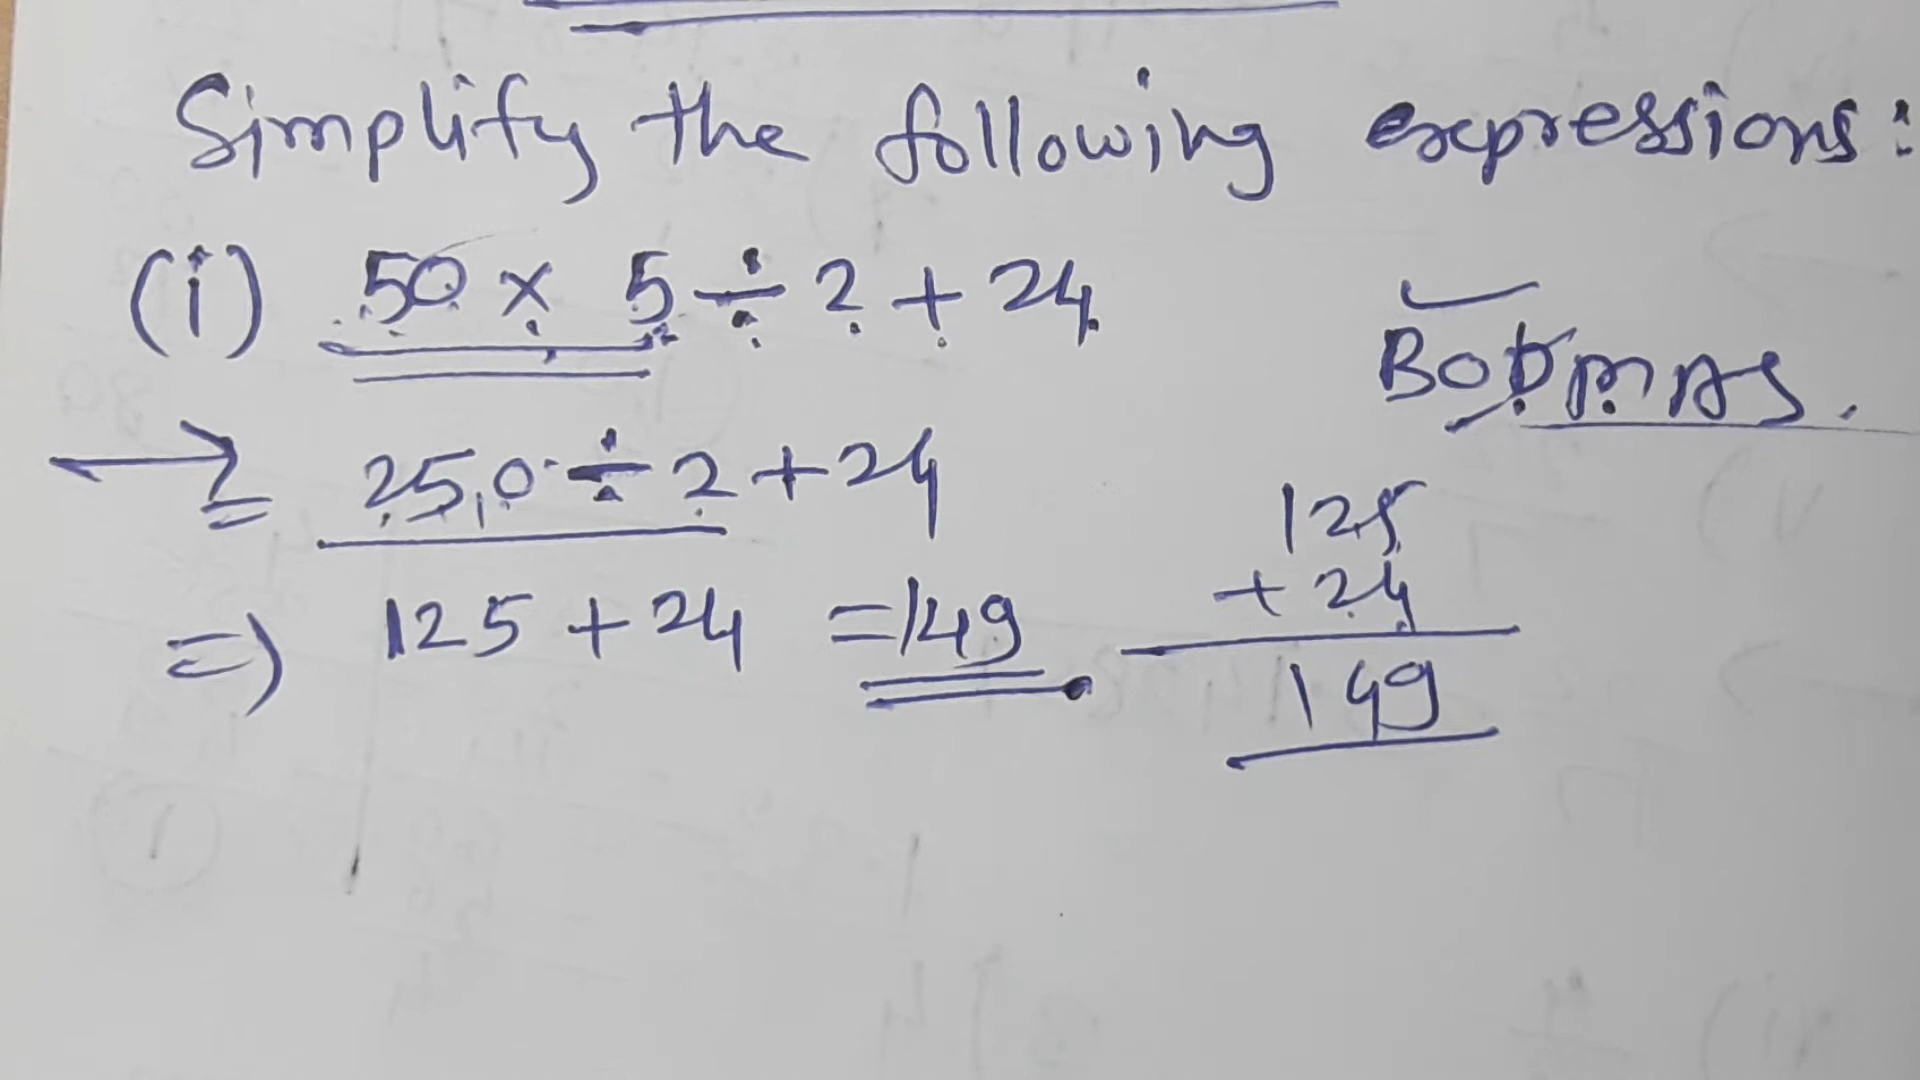 Simplify the following expressions:
(i) 50 × 5 ÷ 2 + 24
BODMAS.
⇒ 250 ÷ 2 + 24
⇒ 125 + 24 = 149
125
+ 24
149